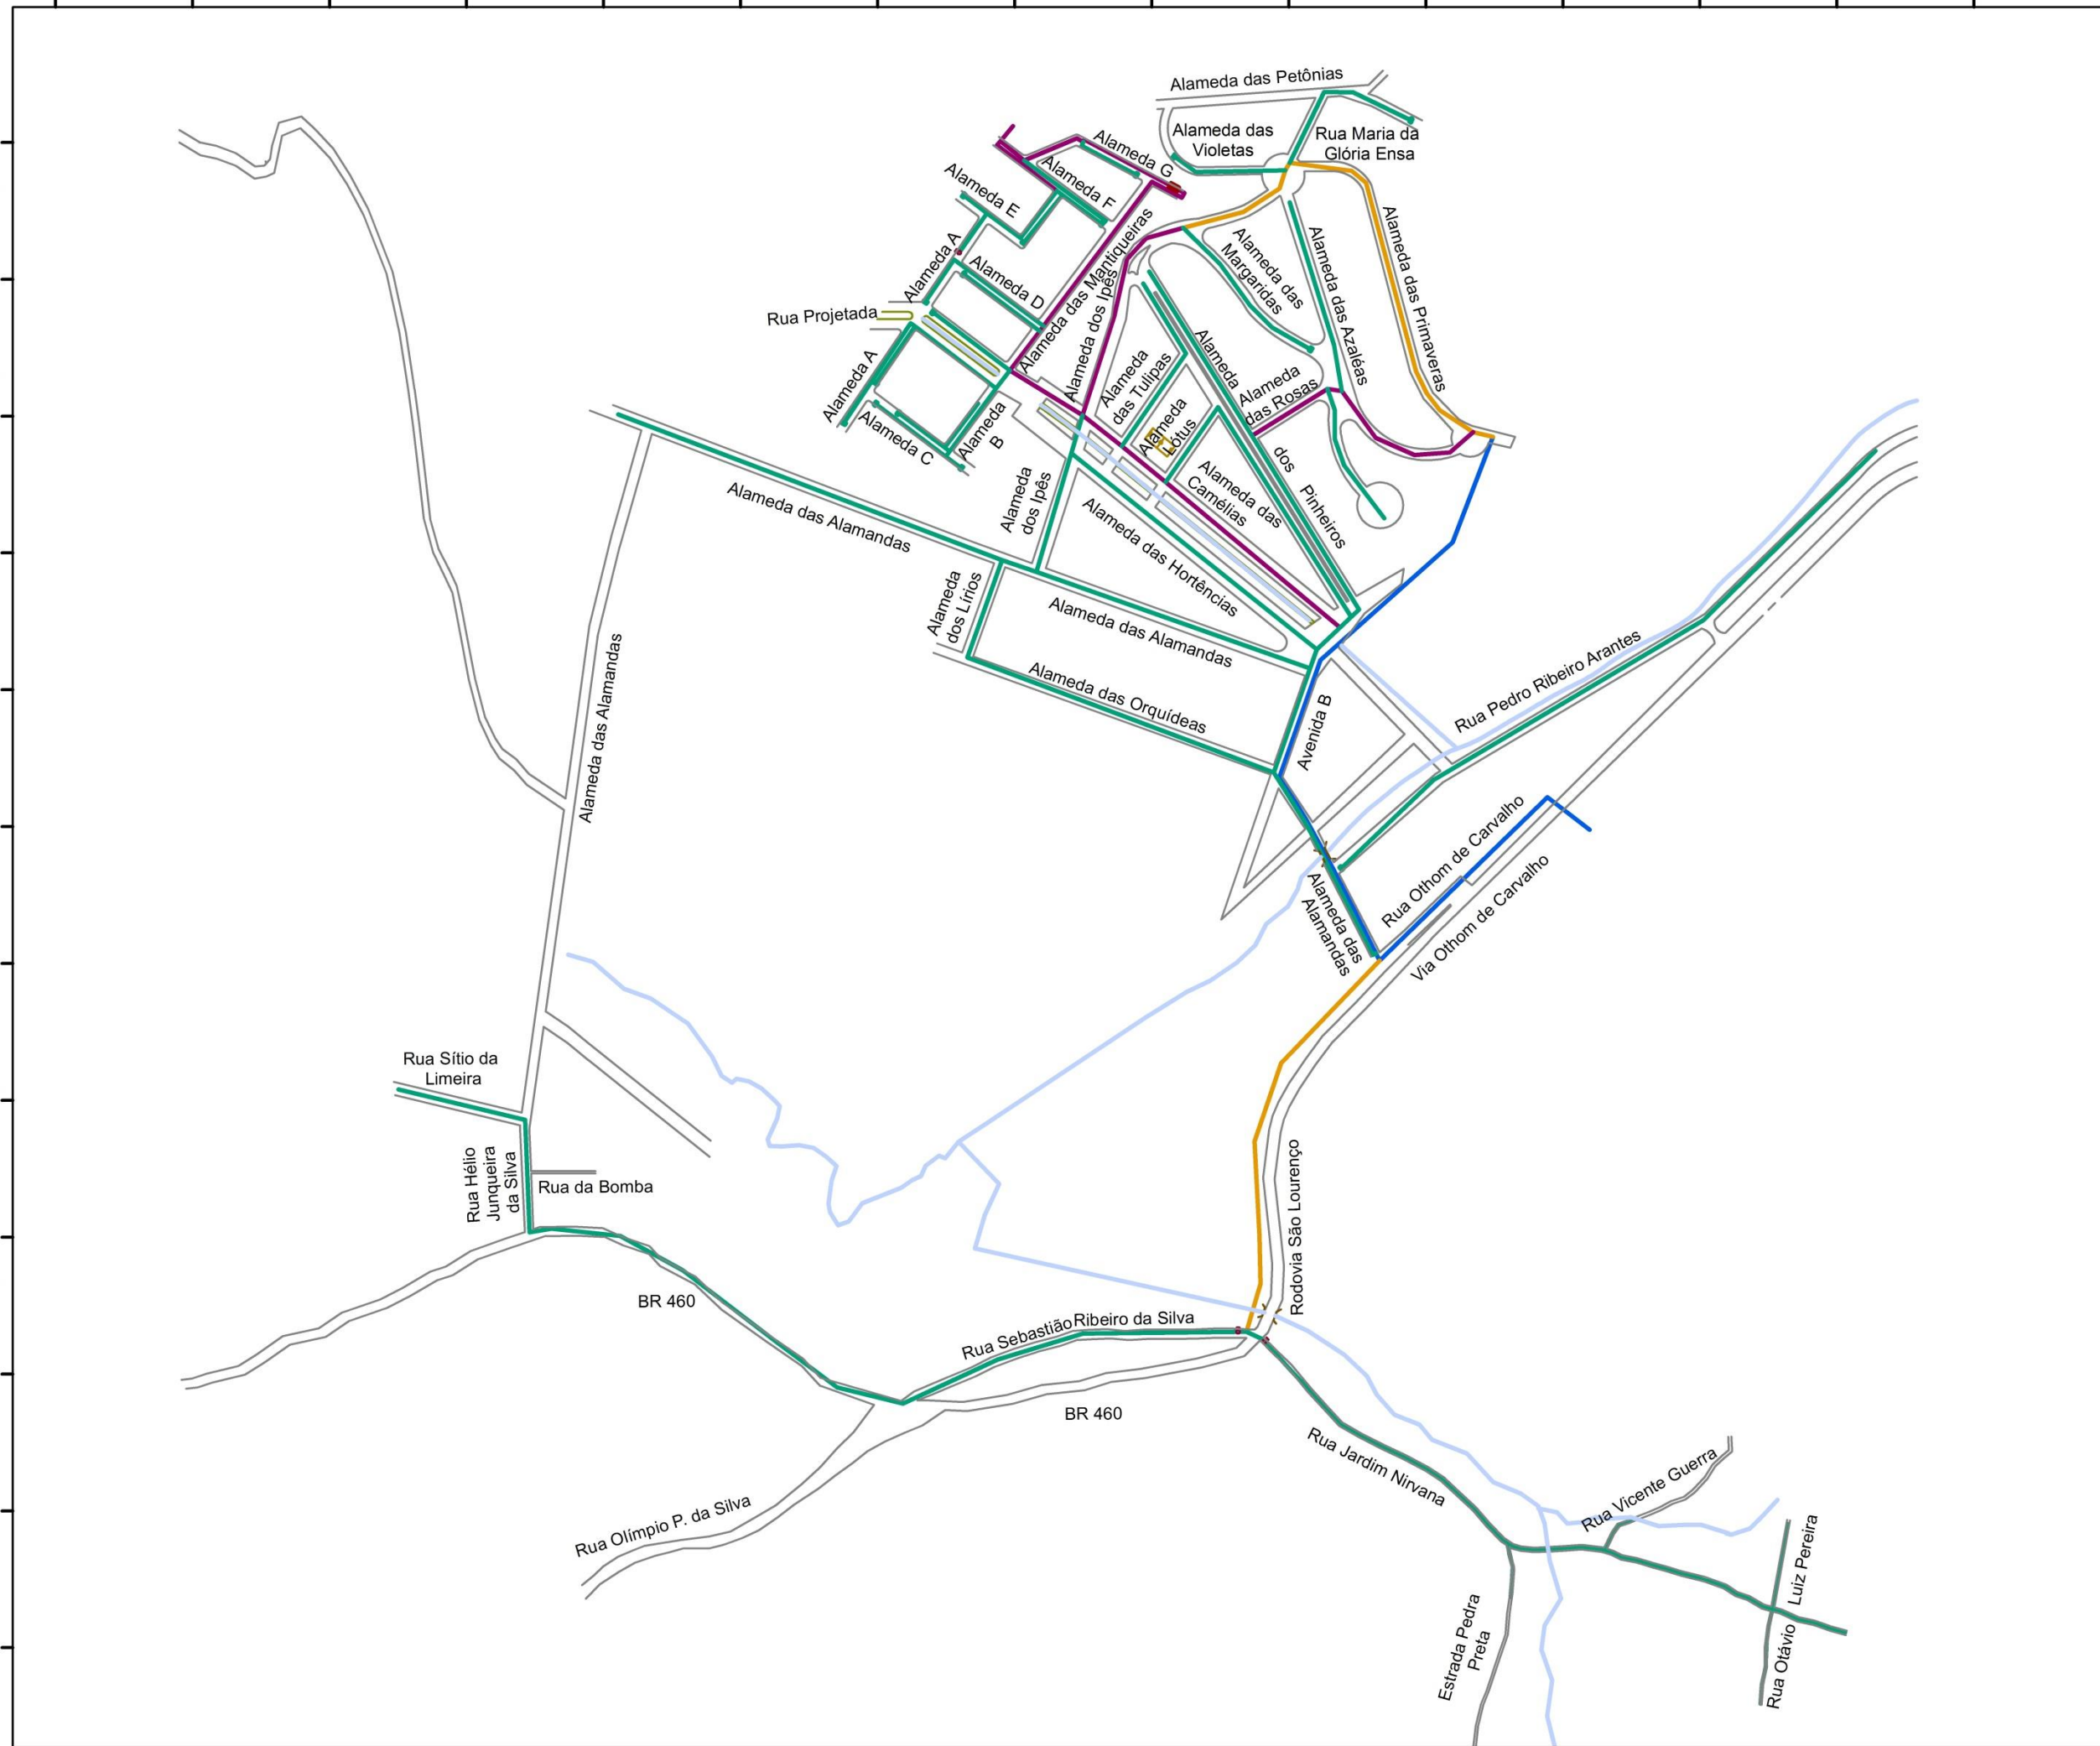 Alameda das Petônias
Alameda das
Violetas
Rua Maria da
Glória Ensa
Alameda G
Alameda F
Alameda E
Alameda A
Alameda D
Rua Projetada
Alameda A
Alameda C
Alameda
B
Alameda das Mantiqueiras
Alameda dos Ipês
Alameda das
Margaridas
Alameda das Azaléas
Alameda das Primaveras
Alameda
das Tulipas
Alameda
Lótus
Alameda
dos
Pinheiros
Alameda
das Rosas
Alameda das
Camélias
Alameda
dos Ipês
Alameda das Hortências
Alameda das Alamandas
Alameda
dos Lírios
Alameda das Alamandas
Alameda das Orquídeas
Avenida B
Rua Pedro Ribeiro Arantes
Alameda das Alamandas
Rua Othom de Carvalho
Via Othom de Carvalho
Alameda das
Alamandas
Rua Sítio da
Limeira
Rua Hélio
Junqueira
da Silva
Rua da Bomba
Rodovia São Lourenço
BR 460
Rua Sebastião Ribeiro da Silva
BR 460
Rua Jardim Nirvana
Rua Olímpio P. da Silva
Rua Vicente Guerra
Estrada Pedra
Preta
Rua Otávio Luiz Pereira